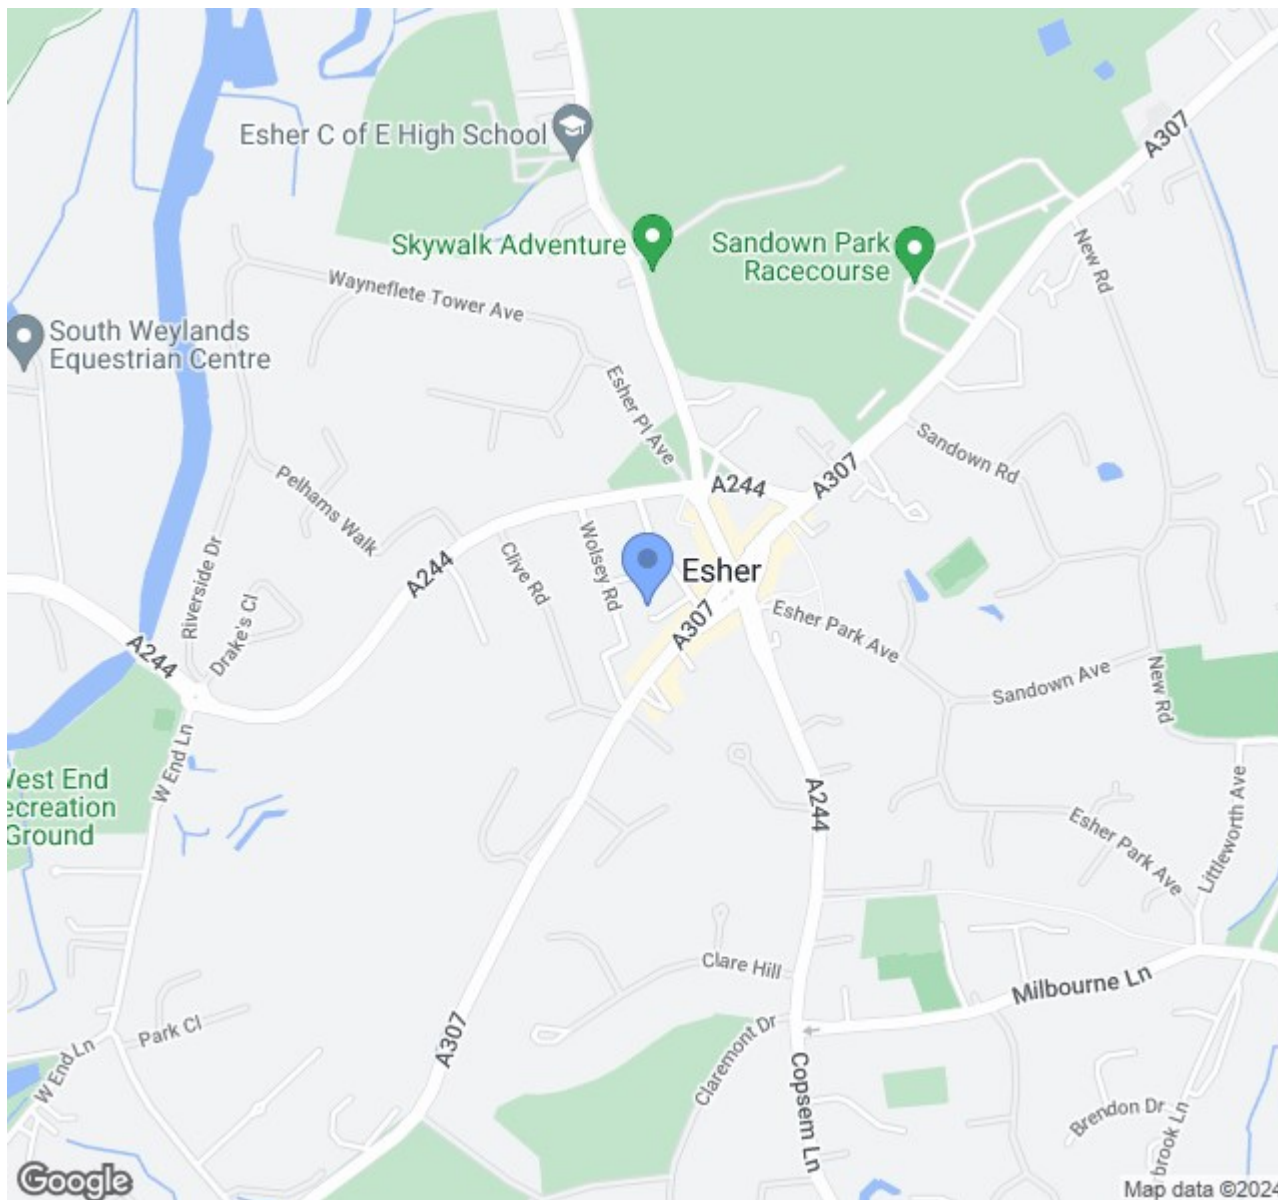 A307
Esher C of E High School
Skywalk Adventure
Sandown Park
Racecourse
New Rd
Wayneflete Tower Ave
South Weylands
Equestrian Centre
Esher Pl Ave
Sandown Rd
A307
A244
Pelhams Walk
Riverside Dr
A244
Clive Rd
Wolsey Rd
Esher
A307
Esher Park Ave
Drake's Cl
A244
Sandown Ave
New Rd
W End Ln
A244
West End
ecreation
Ground
Esher Park Ave
Littleworth Ave
Clare Hill
Milbourne Ln
Park Cl
A307
Claremont Dr
W End Ln
Copsem Ln
Brendon Dr
rbrook Ln
Google
Map data ©2024